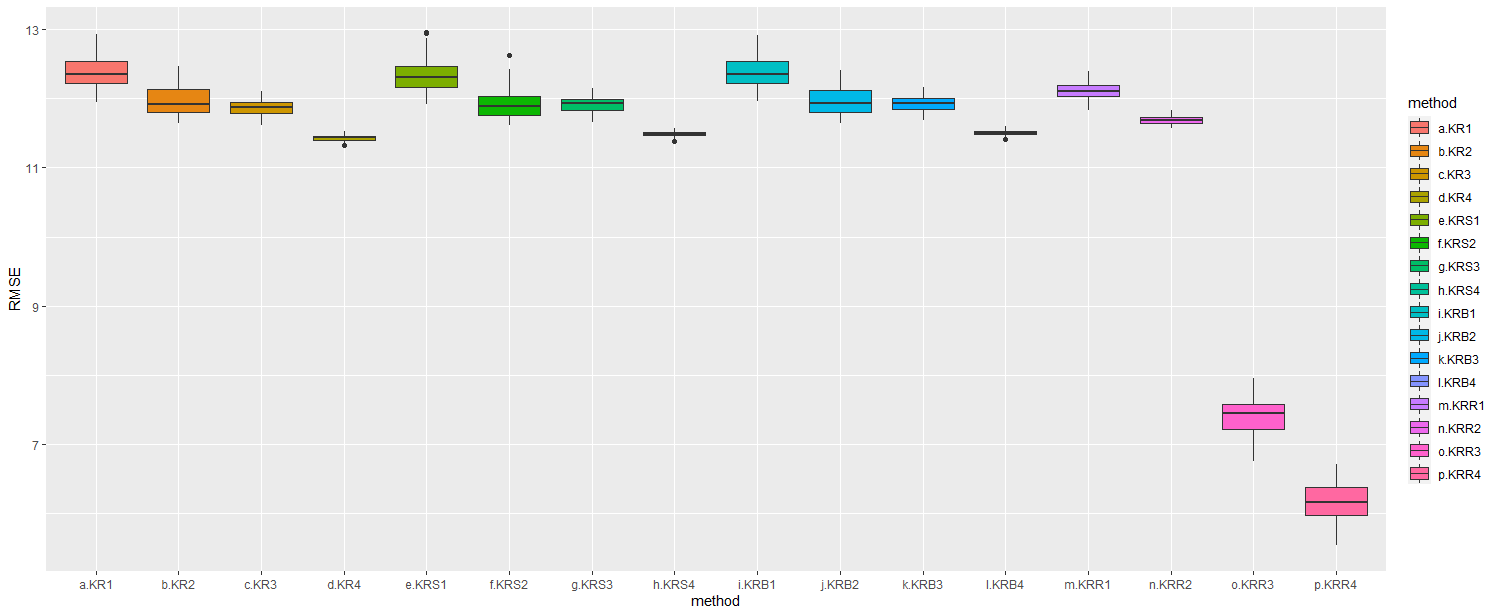 13
11
9
7
RMSE
a.KR1 b.KR2 c.KR3 d.KR4 e.KRS1 f.KRS2 g.KRS3 h.KRS4 i.KRB1 j.KRB2 k.KRB3 l.KRB4 m.KRR1 n.KRR2 o.KRR3 p.KRR4
method
method
a.KR1
b.KR2
c.KR3
d.KR4
e.KRS1
f.KRS2
g.KRS3
h.KRS4
i.KRB1
j.KRB2
k.KRB3
l.KRB4
m.KRR1
n.KRR2
o.KRR3
p.KRR4